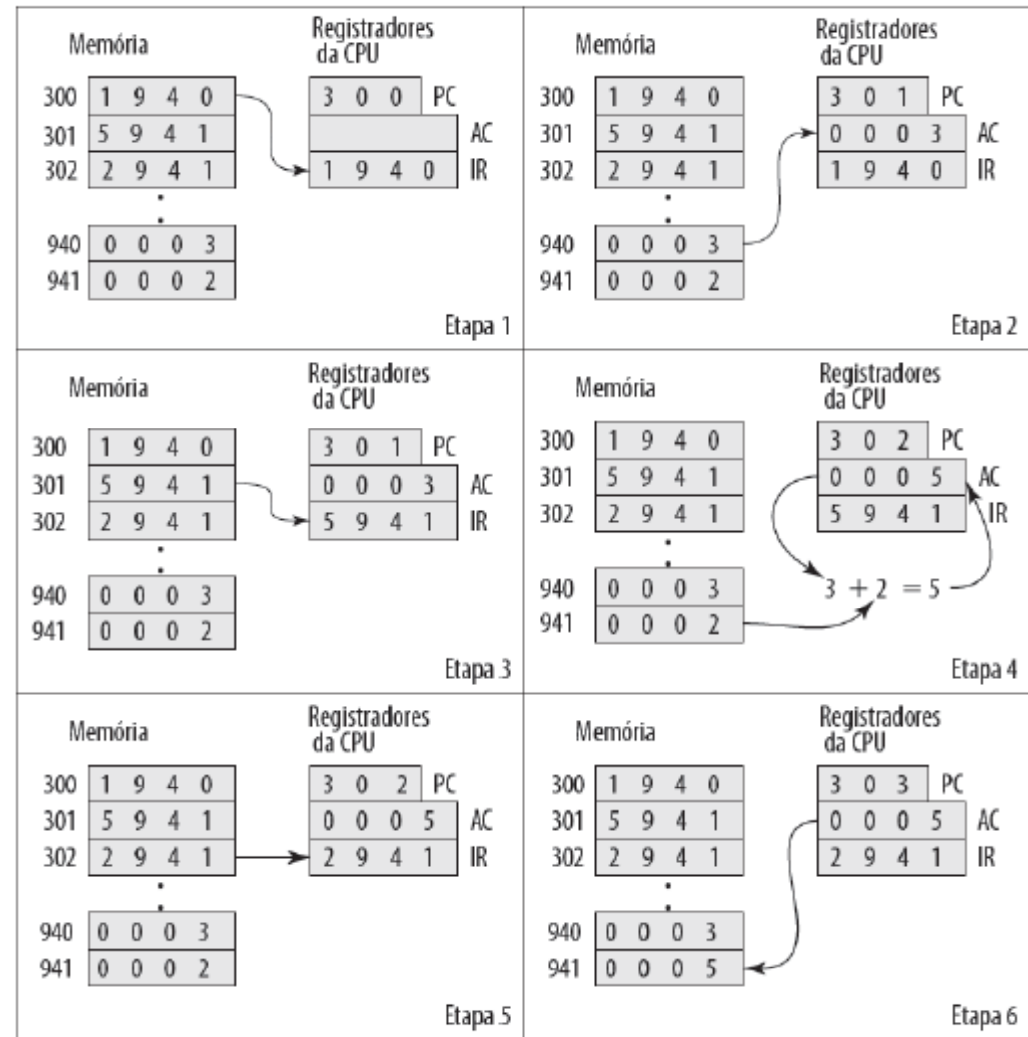 Memória
Registradores
da CPU
300 1 9 4 0 3 0 0 PC
301 5 9 4 1 AC
302 2 9 4 1 1 9 4 0 IR
940 0 0 0 3
941 0 0 0 2
Etapa 1
Memória
Registradores
da CPU
300 1 9 4 0 3 0 1 PC
301 5 9 4 1 0 0 0 3 AC
302 2 9 4 1 1 9 4 0 IR
940 0 0 0 3
941 0 0 0 2
Etapa 2
Memória
Registradores
da CPU
300 1 9 4 0 3 0 1 PC
301 5 9 4 1 0 0 0 3 AC
302 2 9 4 1 5 9 4 1 IR
940 0 0 0 3
941 0 0 0 2
Etapa 3
Memória
Registradores
da CPU
300 1 9 4 0 3 0 2 PC
301 5 9 4 1 0 0 0 5 AC
302 2 9 4 1 5 9 4 1 IR
940 0 0 0 3 3 + 2 = 5
941 0 0 0 2
Etapa 4
Memória
Registradores
da CPU
300 1 9 4 0 3 0 2 PC
301 5 9 4 1 0 0 0 5 AC
302 2 9 4 1 2 9 4 1 IR
940 0 0 0 3
941 0 0 0 2
Etapa 5
Memória
Registradores
da CPU
300 1 9 4 0 3 0 3 PC
301 5 9 4 1 0 0 0 5 AC
302 2 9 4 1 2 9 4 1 IR
940 0 0 0 3
941 0 0 0 5
Etapa 6